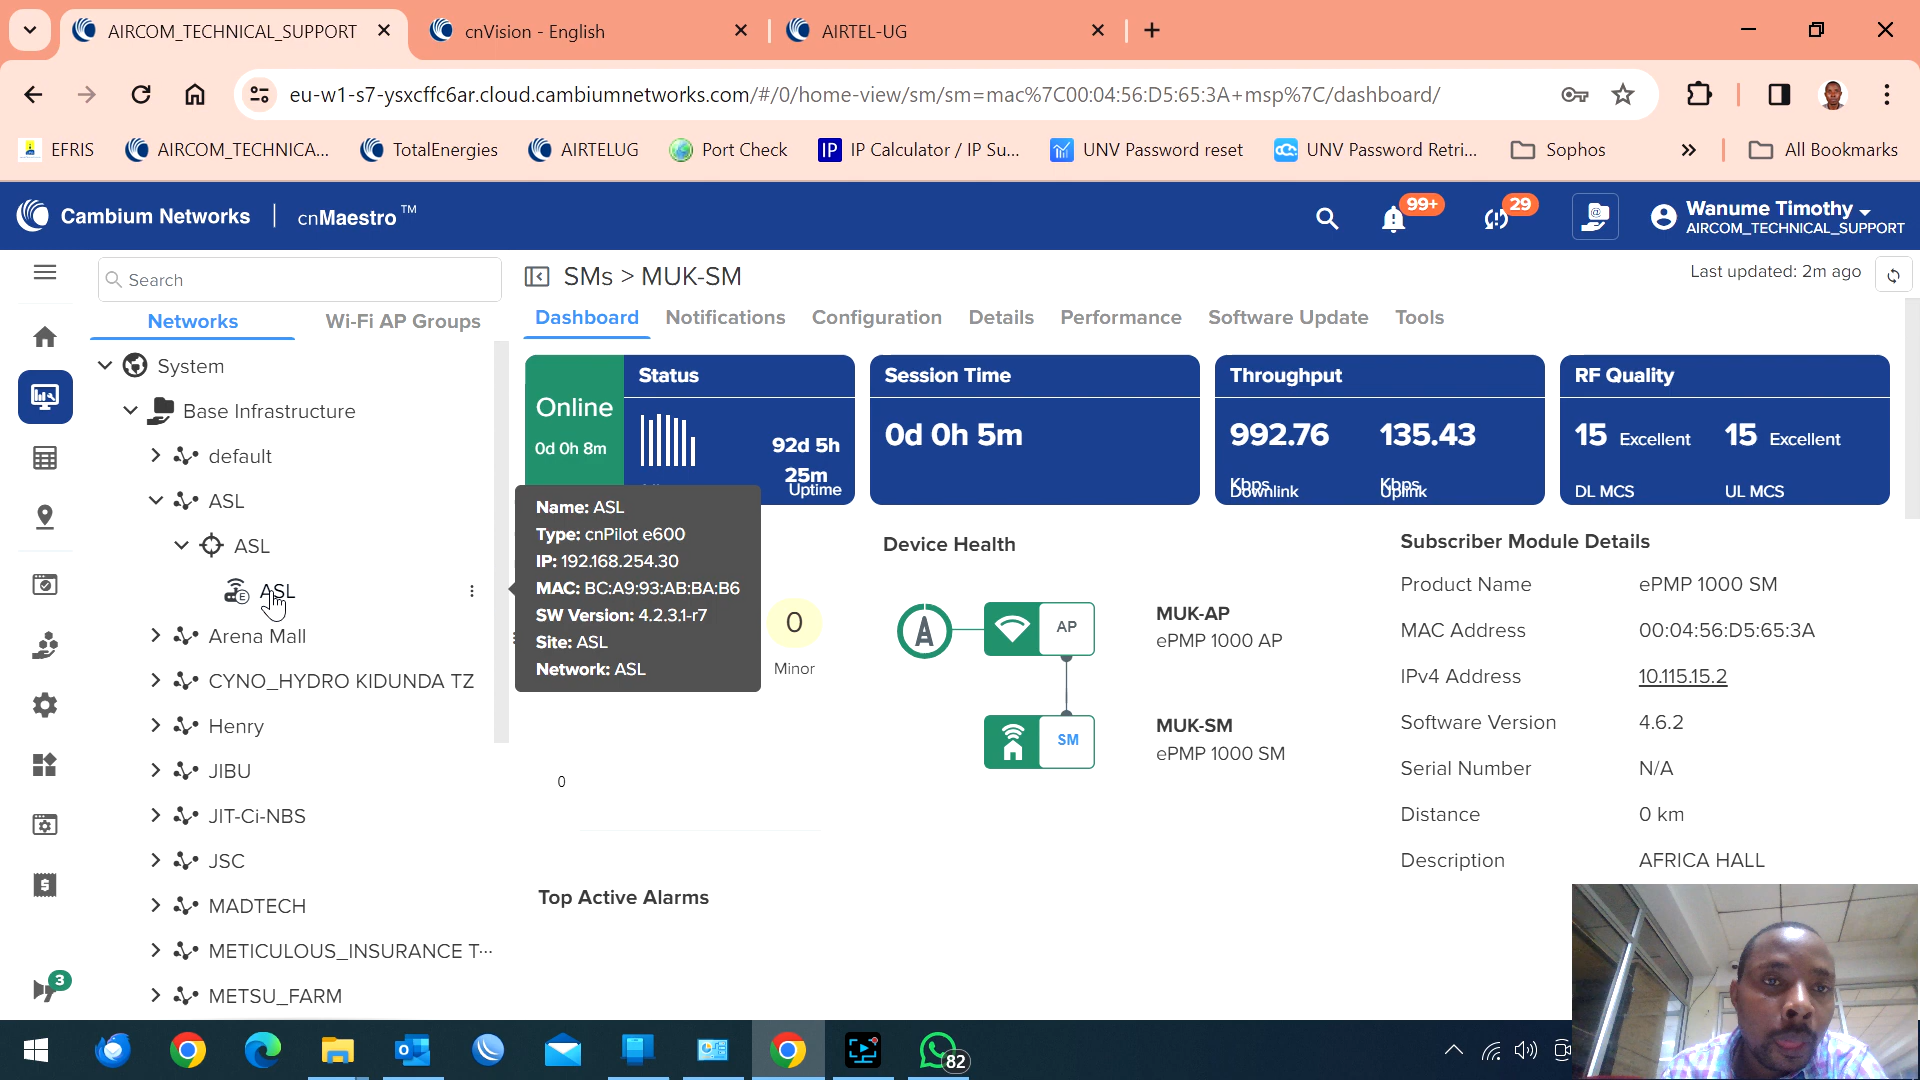 AIRCOM_TECHNICAL_SUPPORT
cnVision - English
AIRTEL-UG
eu-w1-s7-ysxcffc6ar.cloud.cambiumnetworks.com/#/0/home-view/sm/sm=mac%7C00:04:56:D5:65:3A+msp%7C/dashboard/
EFRIS
AIRCOM_TECHNICA...
TotalEnergies
AIRTELUG
Port Check
IP IP Calculator / IP Su...
UNV Password reset
UNV Password Retri...
Sophos
»
All Bookmarks
Cambium Networks | cnMaestro™
99+
29
Wanume Timothy
AIRCOM_TECHNICAL_SUPPORT
Search
SMs > MUK-SM
Last updated: 2m ago
Networks
Wi-Fi AP Groups
Dashboard Notifications Configuration Details Performance Software Update Tools
System
Base Infrastructure
default
ASL
ASL
E ASL
Arena Mall
CYNO_HYDRO KIDUNDA TZ
Henry
JIBU
JIT-Ci-NBS
JSC
MADTECH
METICULOUS_INSURANCE T...
METSU_FARM
3
Online
0d 0h 8m
Status
92d 5h
25m
Uptime
Session Time
0d 0h 5m
Throughput
992.76 135.43
Kbps Kbps
Downlink Uplink
RF Quality
15 Excellent 15 Excellent
DL MCS UL MCS
Name: ASL
Type: cnPilot e600
IP: 192.168.254.30
MAC: BC:A9:93:AB:BA:B6
SW Version: 4.2.3.1-r7
Site: ASL
Network: ASL
0
Minor
0
Device Health
AP
MUK-AP
ePMP 1000 AP
SM
MUK-SM
ePMP 1000 SM
Subscriber Module Details
Product Name ePMP 1000 SM
MAC Address 00:04:56:D5:65:3A
IPv4 Address 10.115.15.2
Software Version 4.6.2
Serial Number N/A
Distance 0 km
Description AFRICA HALL
Top Active Alarms
82